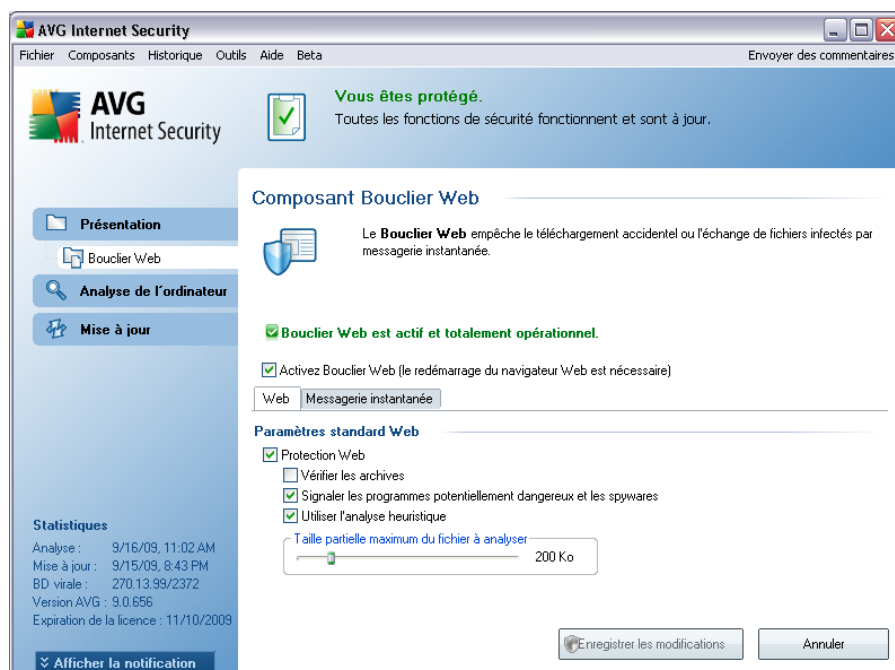 AVG Internet Security
Fichier Composants Historique Outils Aide Beta Envoyer des commentaires
AVG
Internet Security
Vous êtes protégé.
Toutes les fonctions de sécurité fonctionnent et sont à jour.
Présentation
Bouclier Web
Analyse de l'ordinateur
Mise à jour
Composant Bouclier Web
Le Bouclier Web empêche le téléchargement accidentel ou l'échange de fichiers infectés par
messagerie instantanée.
Bouclier Web est actif et totalement opérationnel.
Activez Bouclier Web (le redémarrage du navigateur Web est nécessaire)
Web Messagerie instantanée
Paramètres standard Web
Protection Web
Vérifier les archives
Signaler les programmes potentiellement dangereux et les spywares
Utiliser l'analyse heuristique
Taille partielle maximum du fichier à analyser
200 Ko
Statistiques
Analyse : 9/16/09, 11:02 AM
Mise à jour : 9/15/09, 8:43 PM
BD virale : 270.13.99/2372
Version AVG : 9.0.656
Expiration de la licence : 11/10/2009
Afficher la notification
Enregistrer les modifications
Annuler